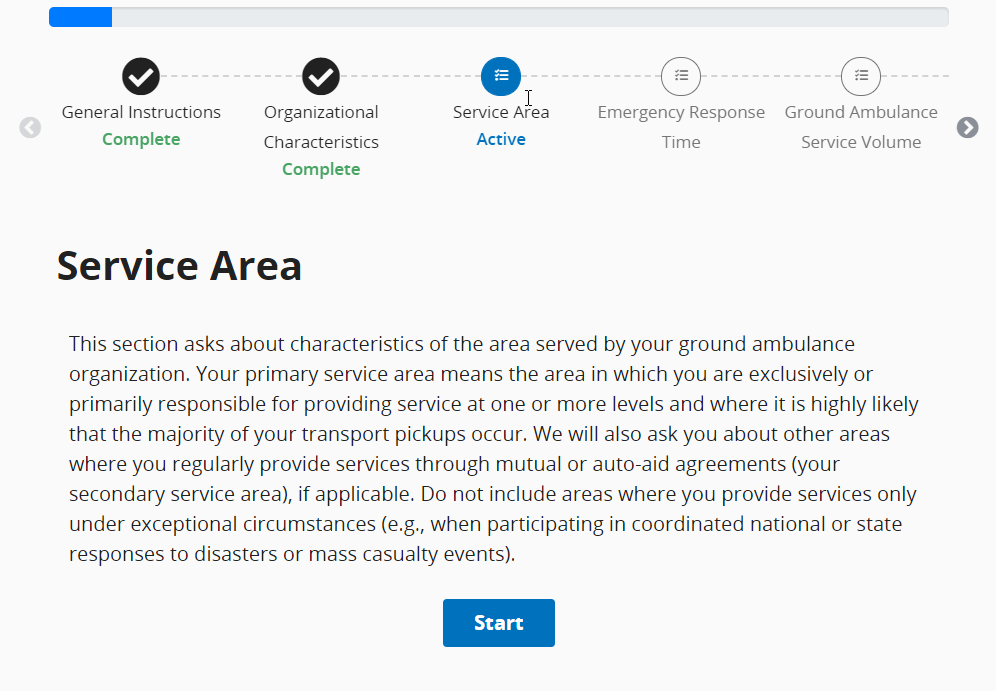 General Instructions
Complete
Organizational
Characteristics
Complete
Service Area
Active
Emergency Response
Time
Ground Ambulance
Service Volume
Service Area
This section asks about characteristics of the area served by your ground ambulance
organization. Your primary service area means the area in which you are exclusively or
primarily responsible for providing service at one or more levels and where it is highly likely
that the majority of your transport pickups occur. We will also ask you about other areas
where you regularly provide services through mutual or auto-aid agreements (your
secondary service area), if applicable. Do not include areas where you provide services only
under exceptional circumstances (e.g., when participating in coordinated national or state
responses to disasters or mass casualty events).
Start